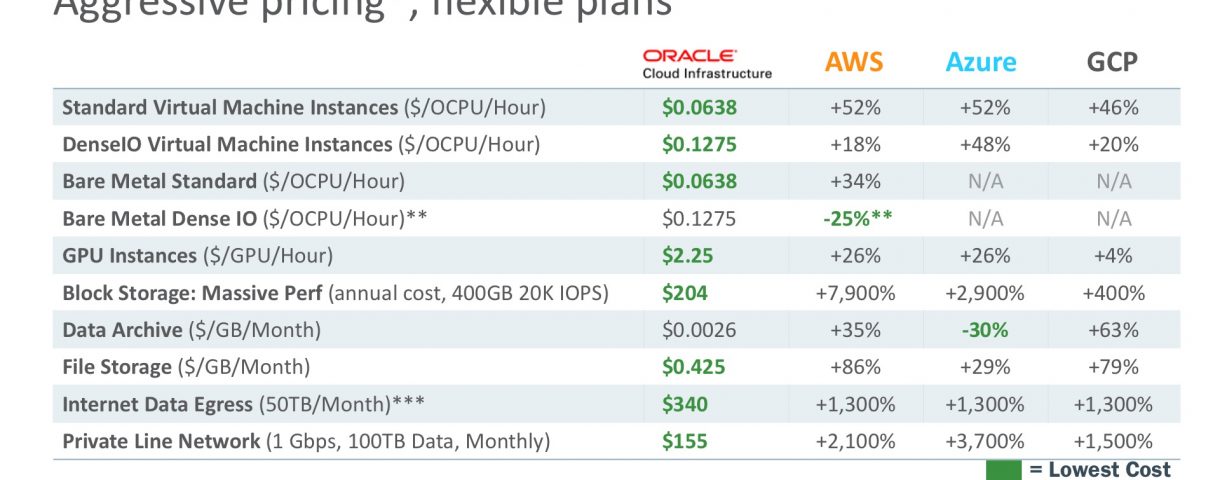 Aggressive pricing*, flexible plans
ORACLE
Cloud Infrastructure AWS Azure GCP
Standard Virtual Machine Instances ($/OCPU/Hour) $0.0638 +52% +52% +46%
DenseIO Virtual Machine Instances ($/OCPU/Hour) $0.1275 +18% +48% +20%
Bare Metal Standard ($/OCPU/Hour) $0.0638 +34% N/A N/A
Bare Metal Dense IO ($/OCPU/Hour)** $0.1275 -25%** N/A N/A
GPU Instances ($/GPU/Hour) $2.25 +26% +26% +4%
Block Storage: Massive Perf (annual cost, 400GB 20K IOPS) $204 +7,900% +2,900% +400%
Data Archive ($/GB/Month) $0.0026 +35% -30% +63%
File Storage ($/GB/Month) $0.425 +86% +29% +79%
Internet Data Egress (50TB/Month)*** $340 +1,300% +1,300% +1,300%
Private Line Network (1 Gbps, 100TB Data, Monthly) $155 +2,100% +3,700% +1,500%
= Lowest Cost